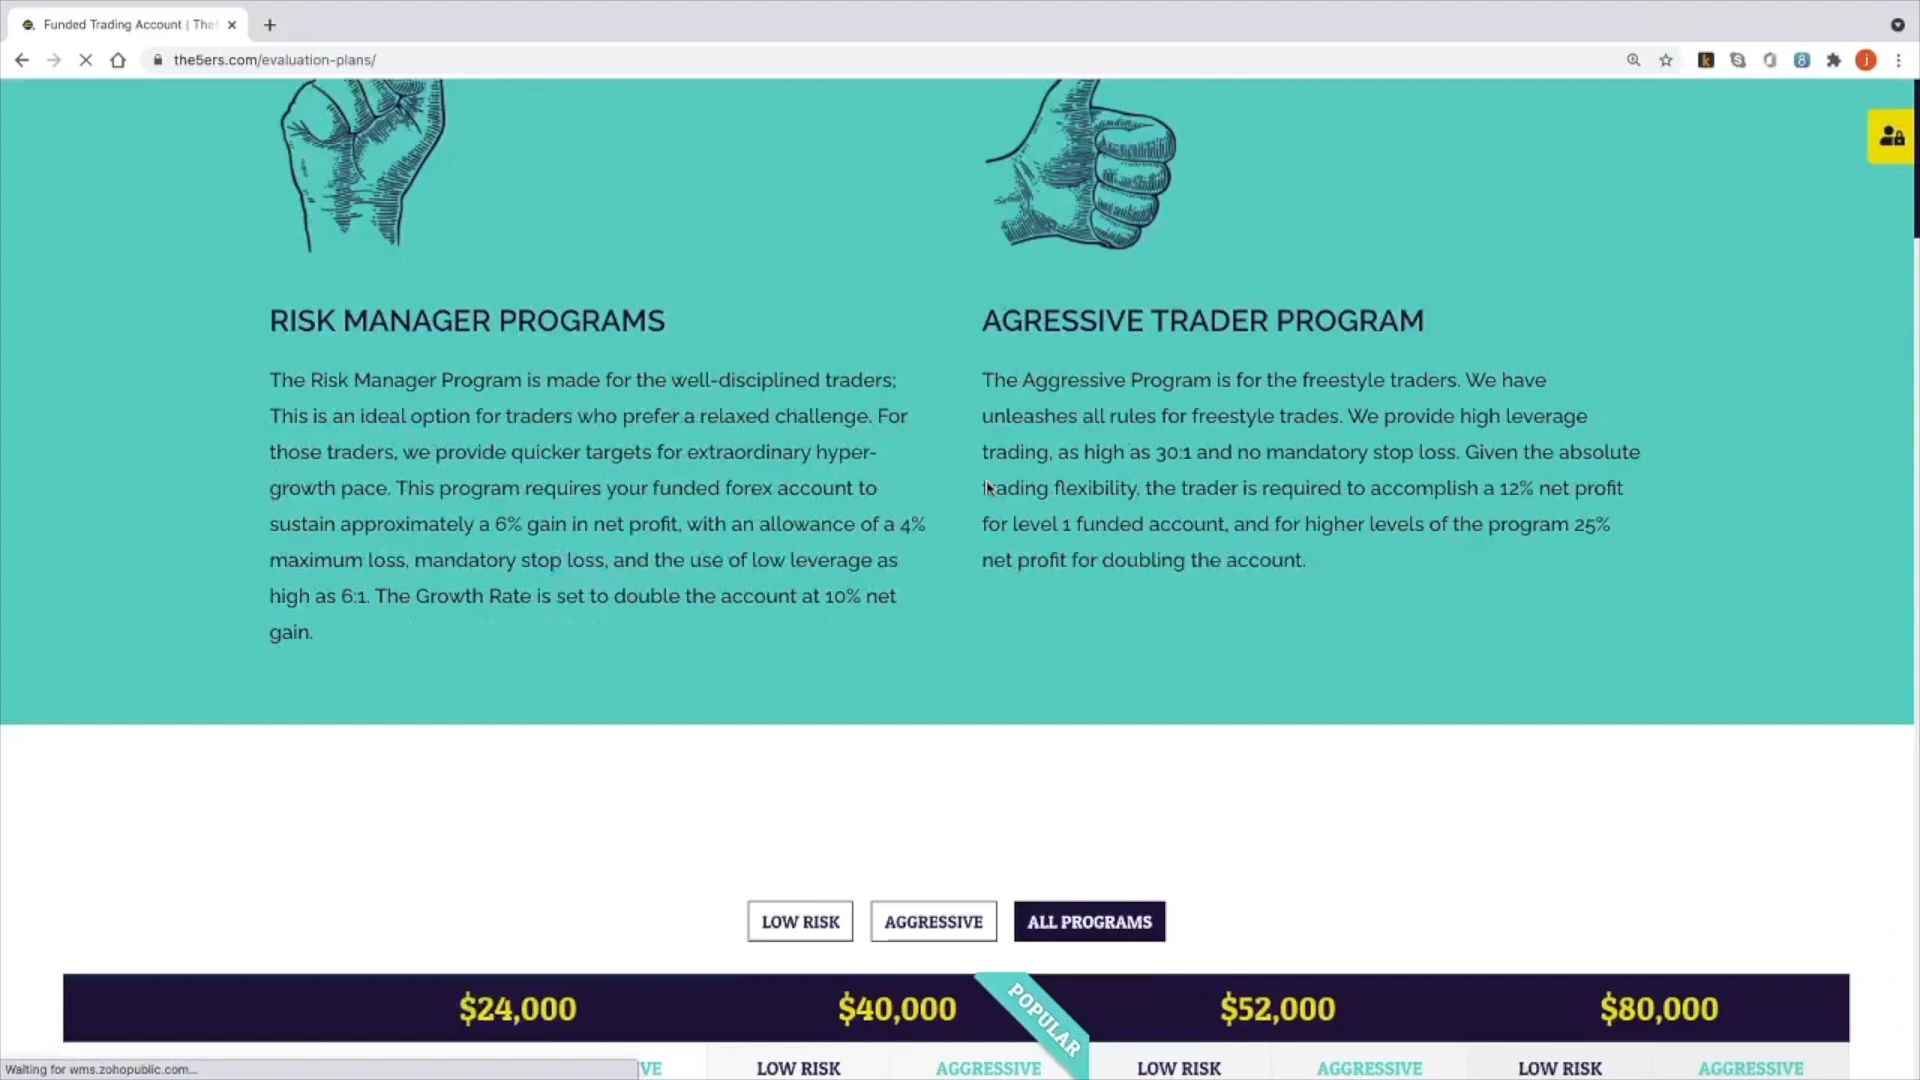 Funded Trading Account | The
the5ers.com/evaluation-plans/
RISK MANAGER PROGRAMS
The Risk Manager Program is made for the well-disciplined traders;
This is an ideal option for traders who prefer a relaxed challenge. For
those traders, we provide quicker targets for extraordinary hyper-
growth pace. This program requires your funded forex account to
sustain approximately a 6% gain in net profit, with an allowance of a 4%
maximum loss, mandatory stop loss, and the use of low leverage as
high as 6:1. The Growth Rate is set to double the account at 10% net
gain.
AGRESSIVE TRADER PROGRAM
The Aggressive Program is for the freestyle traders. We have
unleashes all rules for freestyle trades. We provide high leverage
trading, as high as 30:1 and no mandatory stop loss. Given the absolute
trading flexibility, the trader is required to accomplish a 12% net profit
for level 1 funded account, and for higher levels of the program 25%
net profit for doubling the account.
LOW RISK AGGRESSIVE ALL PROGRAMS
$24,000 $40,000 $52,000 $80,000
POPULAR
VE LOW RISK AGGRESSIVE LOW RISK AGGRESSIVE LOW RISK AGGRESSIVE
Waiting for wms.zohopublic.com...